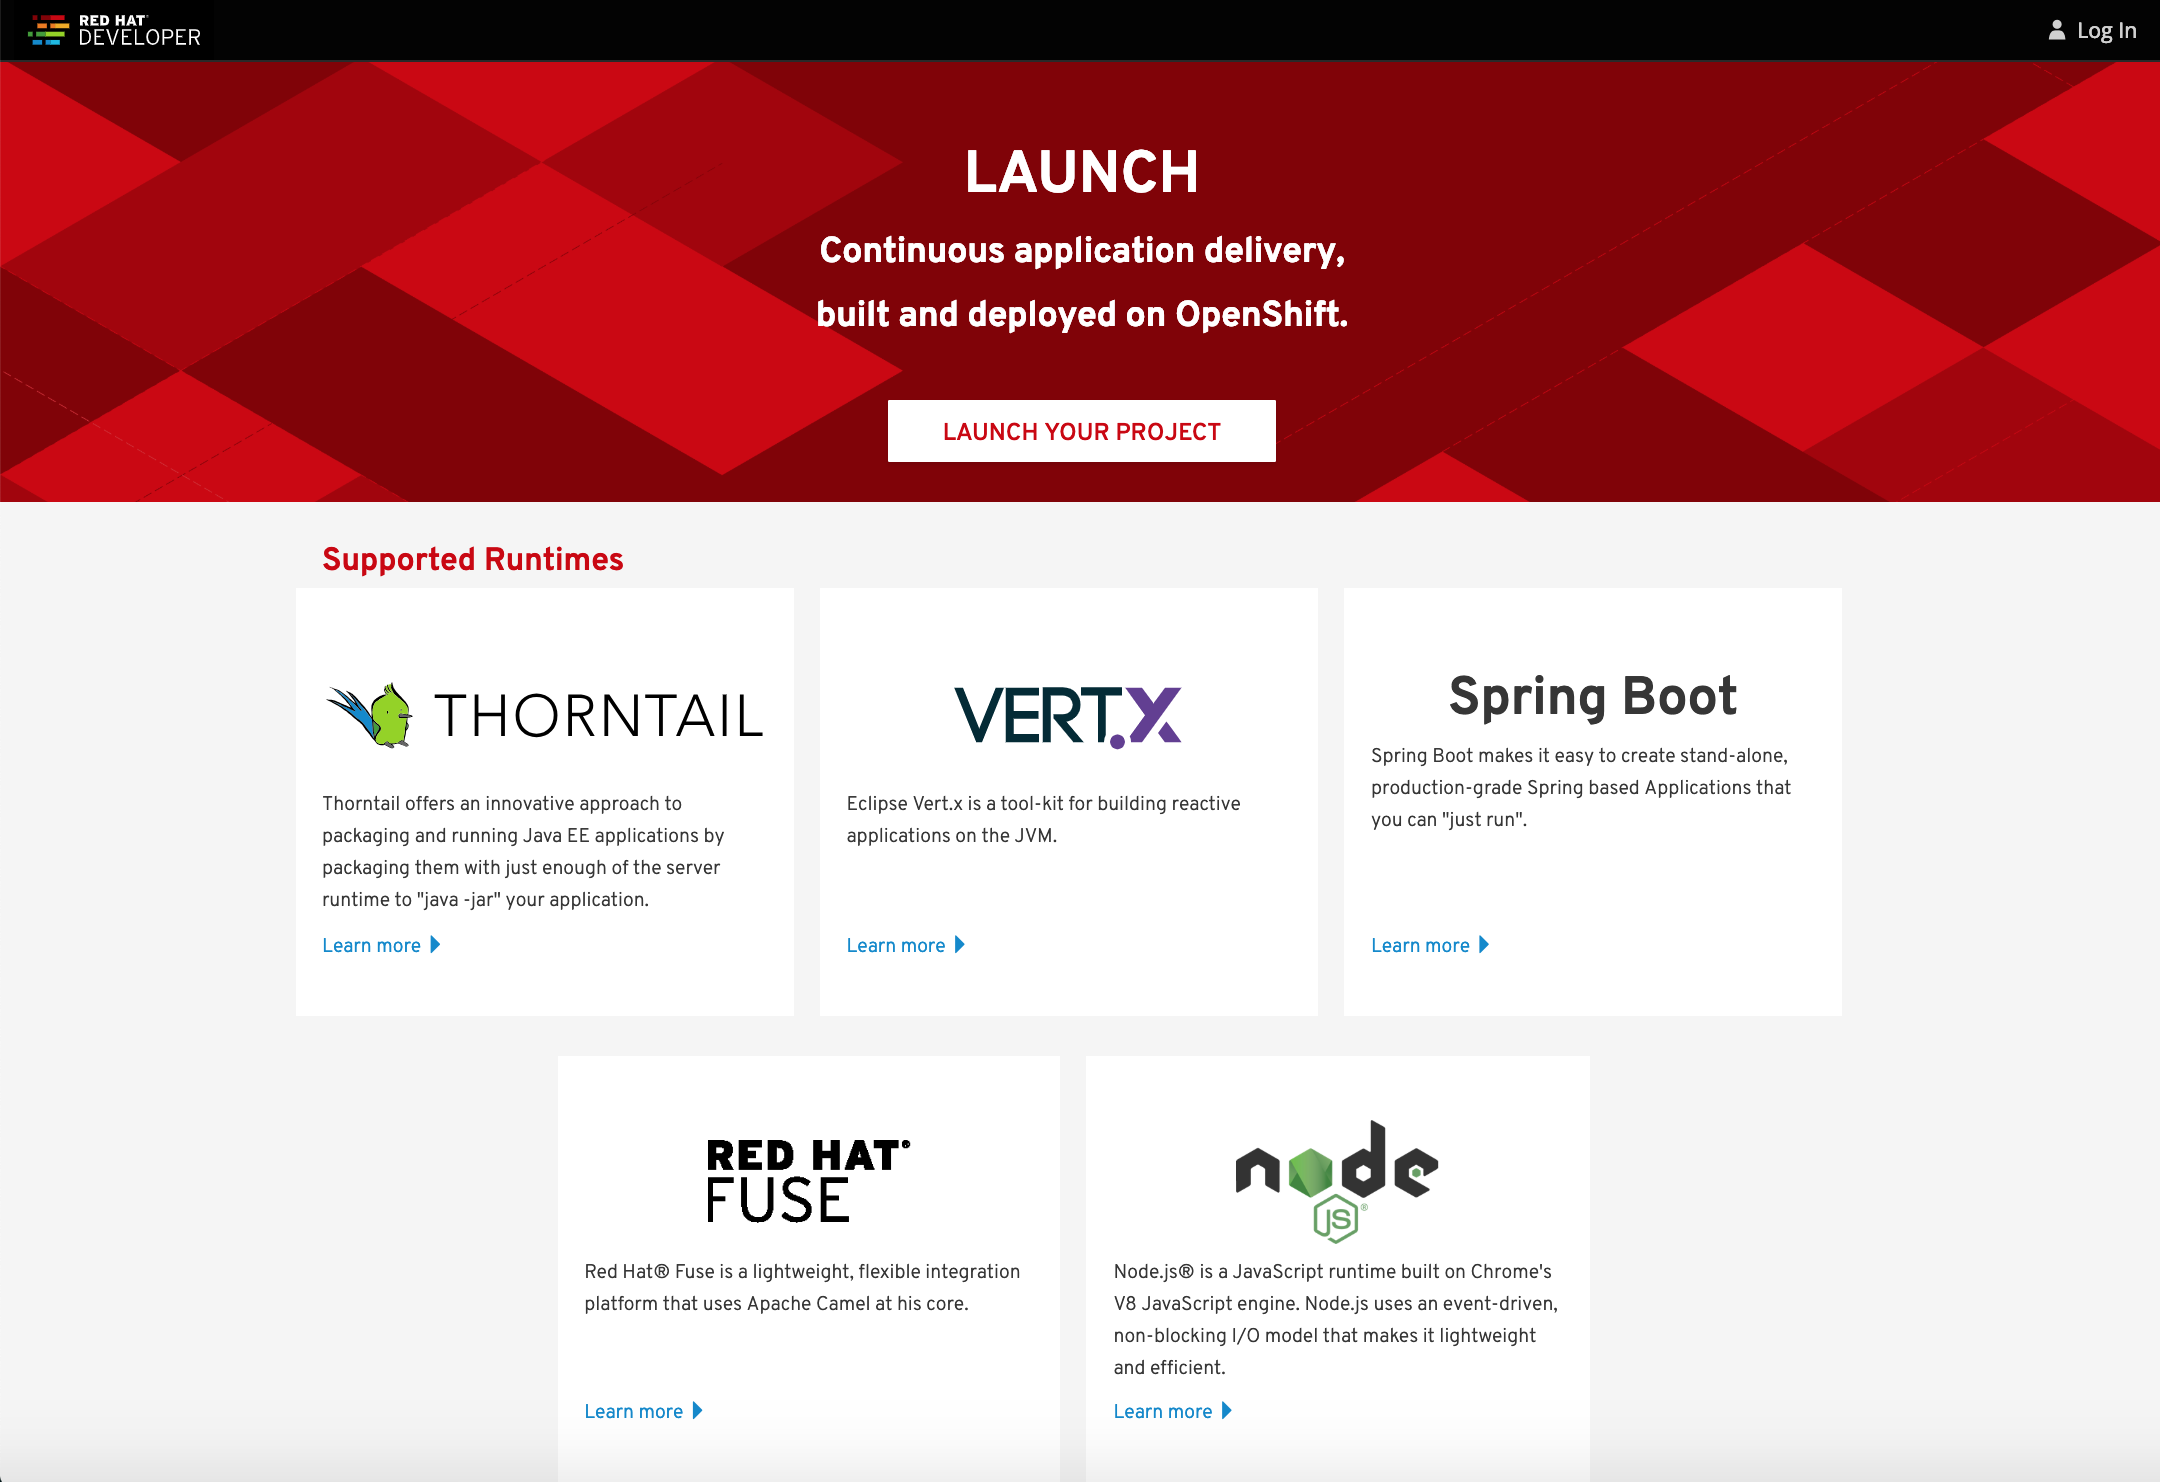 RED HAT®
DEVELOPER
Log In
LAUNCH
Continuous application delivery,
built and deployed on OpenShift.
LAUNCH YOUR PROJECT
Supported Runtimes
THORNTAIL
Thorntail offers an innovative approach to
packaging and running Java EE applications by
packaging them with just enough of the server
runtime to "java -jar" your application.
Learn more
VERT.X
Eclipse Vert.x is a tool-kit for building reactive
applications on the JVM.
Learn more
Spring Boot
Spring Boot makes it easy to create stand-alone,
production-grade Spring based Applications that
you can "just run".
Learn more
RED HAT®
FUSE
Red Hat® Fuse is a lightweight, flexible integration
platform that uses Apache Camel at his core.
Learn more
node
JS®
Node.js® is a JavaScript runtime built on Chrome's
V8 JavaScript engine. Node.js uses an event-driven,
non-blocking I/O model that makes it lightweight
and efficient.
Learn more